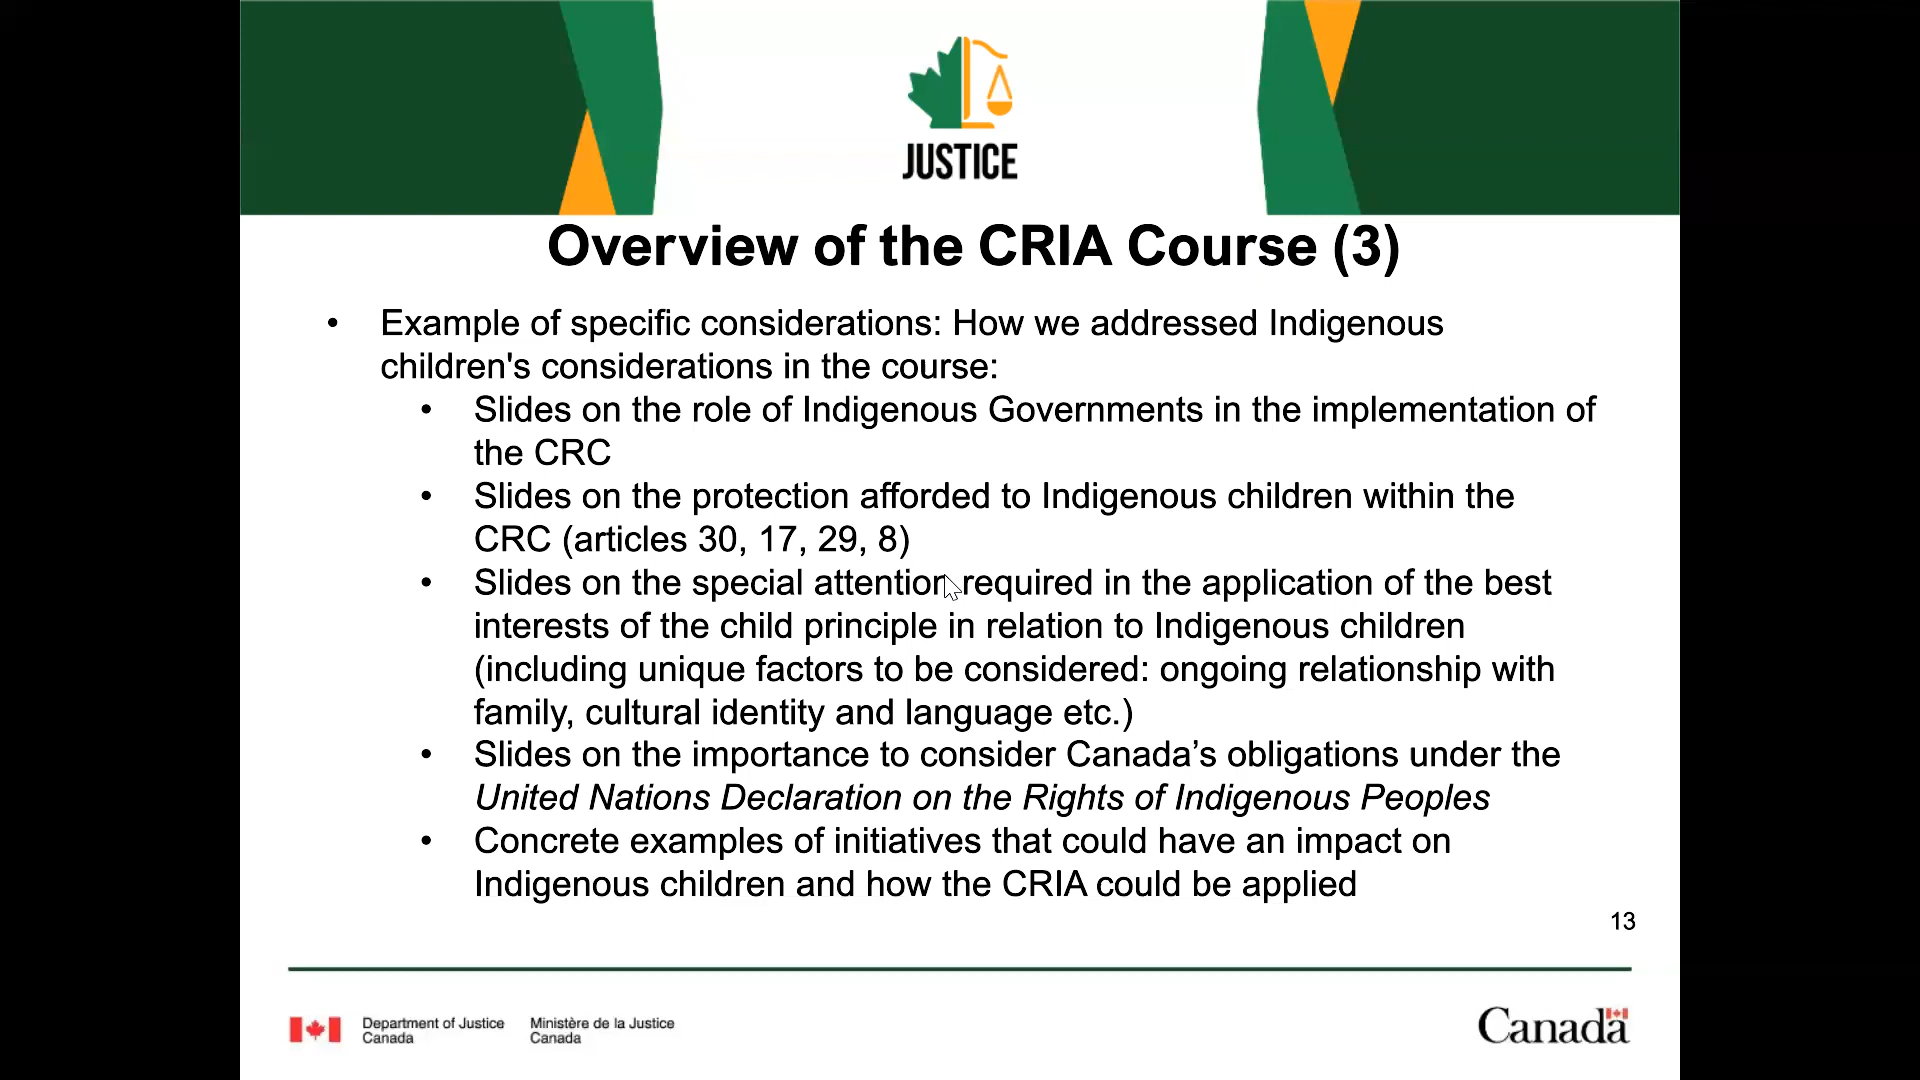 JUSTICE
Overview of the CRIA Course (3)
• Example of specific considerations: How we addressed Indigenous
children's considerations in the course:
• Slides on the role of Indigenous Governments in the implementation of
the CRC
• Slides on the protection afforded to Indigenous children within the
CRC (articles 30, 17, 29, 8)
• Slides on the special attention required in the application of the best
interests of the child principle in relation to Indigenous children
(including unique factors to be considered: ongoing relationship with
family, cultural identity and language etc.)
• Slides on the importance to consider Canada’s obligations under the
United Nations Declaration on the Rights of Indigenous Peoples
• Concrete examples of initiatives that could have an impact on
Indigenous children and how the CRIA could be applied
13
Department of Justice
Canada
Ministère de la Justice
Canada
Canada